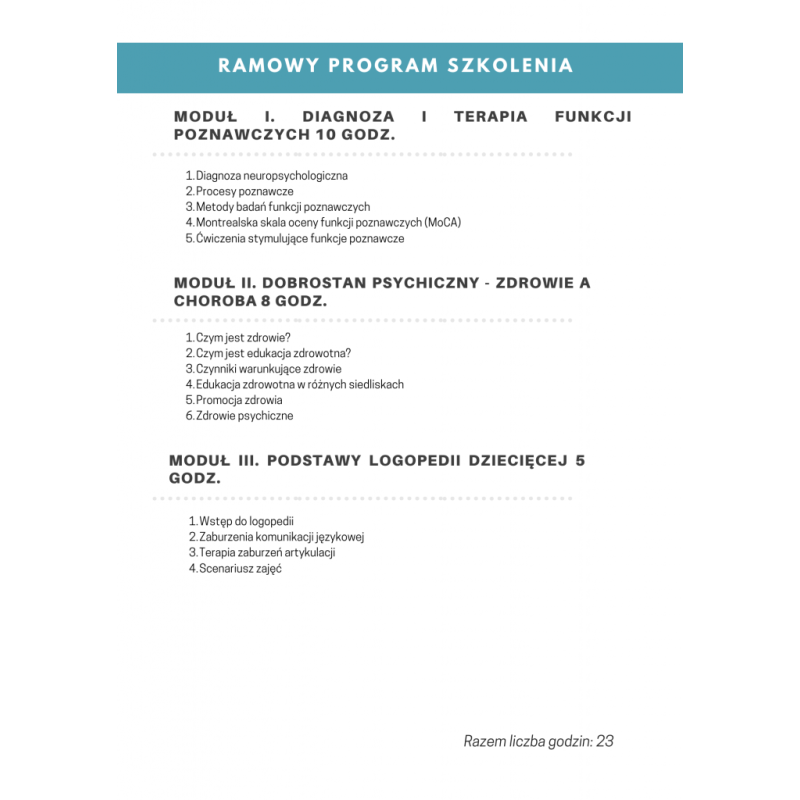 RAMOWY PROGRAM SZKOLENIA
MODUŁ I. DIAGNOZA I TERAPIA FUNKCJI
POZNAWCZYCH 10 GODZ.
1.Diagnoza neuropsychologiczna
2.Procesy poznawcze
3.Metody badań funkcji poznawczych
4.Montrealska skala oceny funkcji poznawczych (MoCA)
5.Ćwiczenia stymulujące funkcje poznawcze
MODUŁ II. DOBROSTAN PSYCHICZNY - ZDROWIE A
CHOROBA 8 GODZ.
1.Czym jest zdrowie?
2.Czym jest edukacja zdrowotna?
3.Czynniki warunkujące zdrowie
4.Edukacja zdrowotna w różnych siedliskach
5.Promocja zdrowia
6.Zdrowie psychiczne
MODUŁ III. PODSTAWY LOGOPEDII DZIECIĘCEJ 5
GODZ.
1.Wstęp do logopedii
2.Zaburzenia komunikacji językowej
3.Terapia zaburzeń artykulacji
4.Scenariusz zajęć
Razem liczba godzin: 23